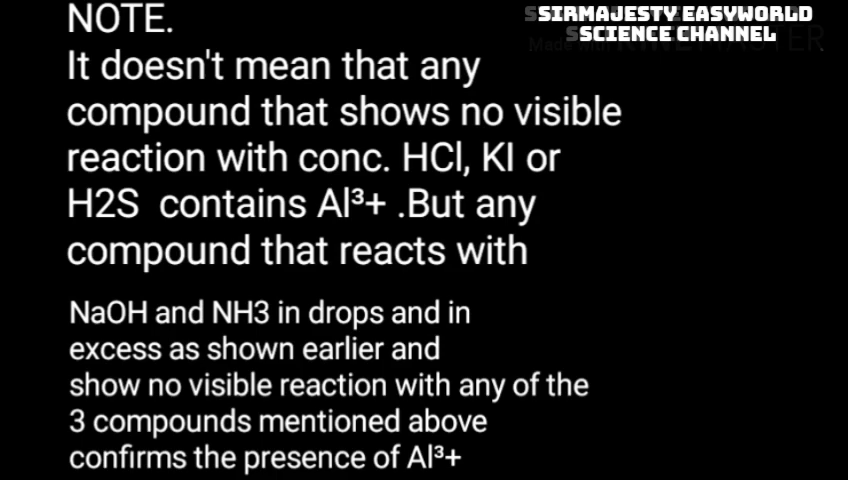 NOTE.
SIRMAJESTY EASYWORLD
SCIENCE CHANNEL
Made with KINEMASTER
It doesn't mean that any
compound that shows no visible
reaction with conc. HCl, KI or
H2S contains Al³+ .But any
compound that reacts with
NaOH and NH3 in drops and in
excess as shown earlier and
show no visible reaction with any of the
3 compounds mentioned above
confirms the presence of Al³+